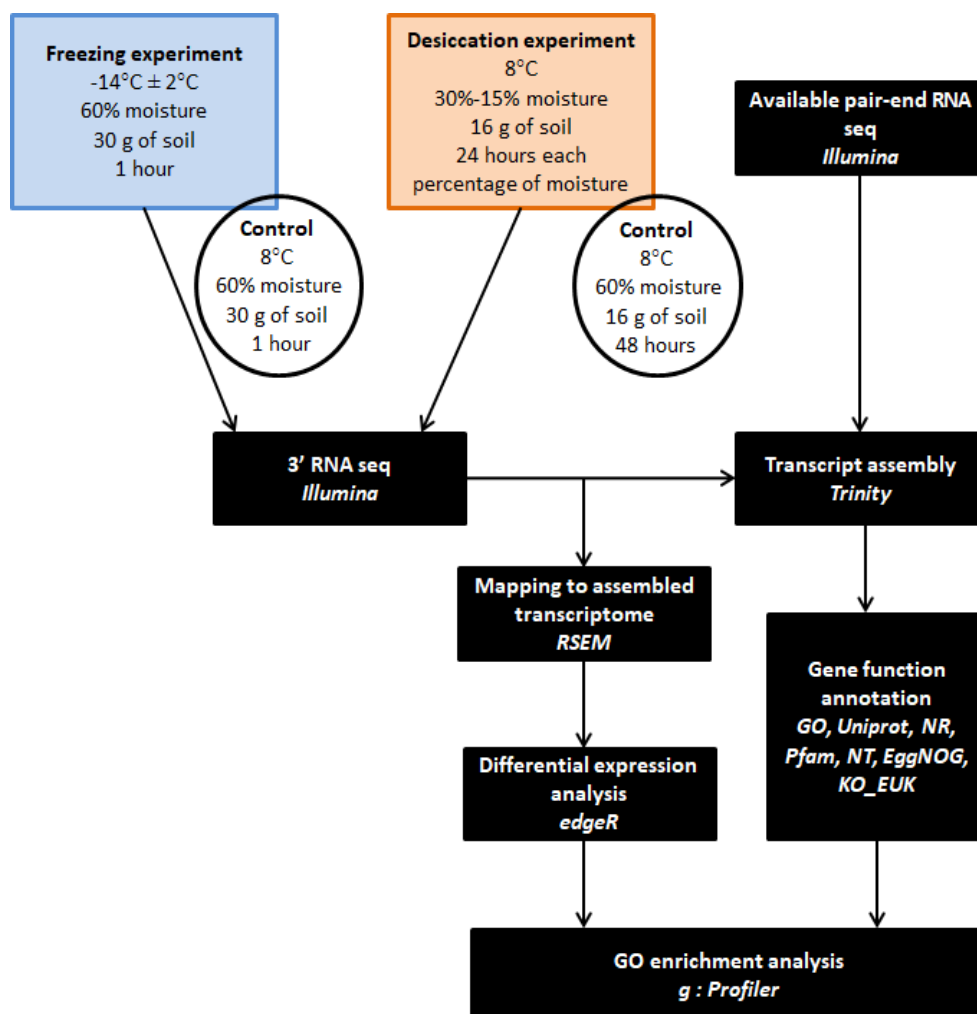 Freezing experiment
-14°C ± 2°C
60% moisture
30 g of soil
1 hour
Control
8°C
60% moisture
30 g of soil
1 hour
Desiccation experiment
8°C
30%-15% moisture
16 g of soil
24 hours each
percentage of moisture
Control
8°C
60% moisture
16 g of soil
48 hours
Available pair-end RNA
seq
Illumina
3’ RNA seq
Illumina
Transcript assembly
Trinity
Mapping to assembled
transcriptome
RSEM
Gene function
annotation
GO, Uniprot, NR,
Pfam, NT, EggNOG,
KO_EUK
Differential expression
analysis
edgeR
GO enrichment analysis
g : Profiler